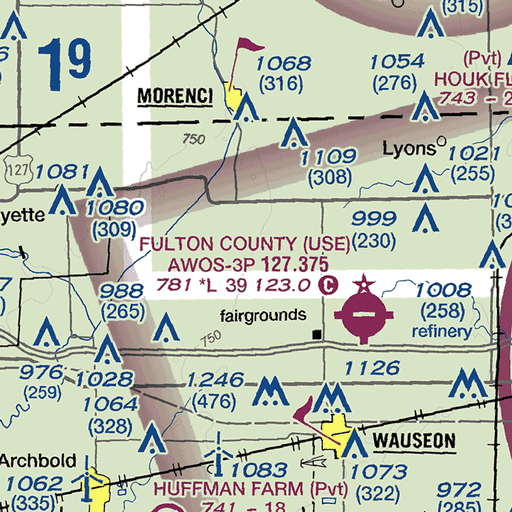 (315)
19
1068
(316)
1054
(276)
(Pvt)
HOUK FL
743 - 2
MORENCI
750
Lyons
1109
(308)
1021
(255)
127
1081
yette
1080
(309)
999
(230)
FULTON COUNTY (USE)
AWOS-3P 127.375
781 *L 39 123.0 C
988
(265)
1008
(258)
refinery
fairgrounds
750
976
(259)
1028
1064
(328)
1246
(476)
1126
WAUSEON
Archbold
1062
(335)
1083
1073
(322)
972
(285)
HUFFMAN FARM (Pvt)
741 - 18